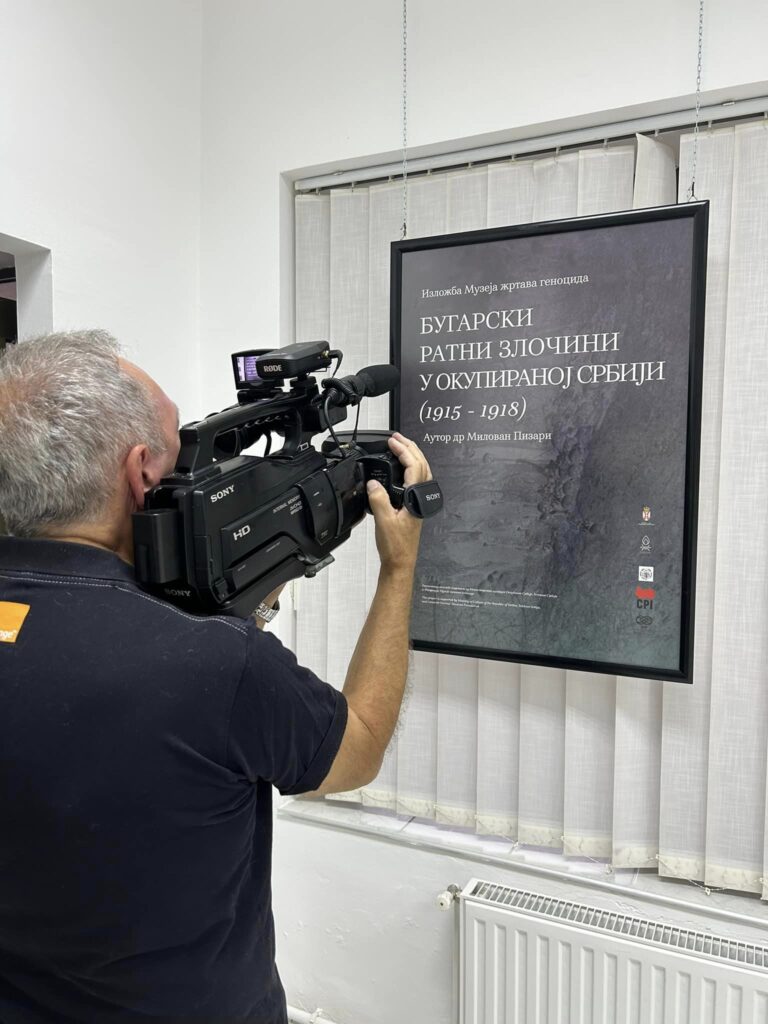 Изложба Музеја жртава геноцида
БУГАРСКИ
РАТНИ ЗЛОЧИНИ
У ОКУПИРАНОЈ СРБИЈИ
(1915 - 1918)
Аутор др Милован Пизари
CPI
RØDE
SONY
HD
SONY
SONY